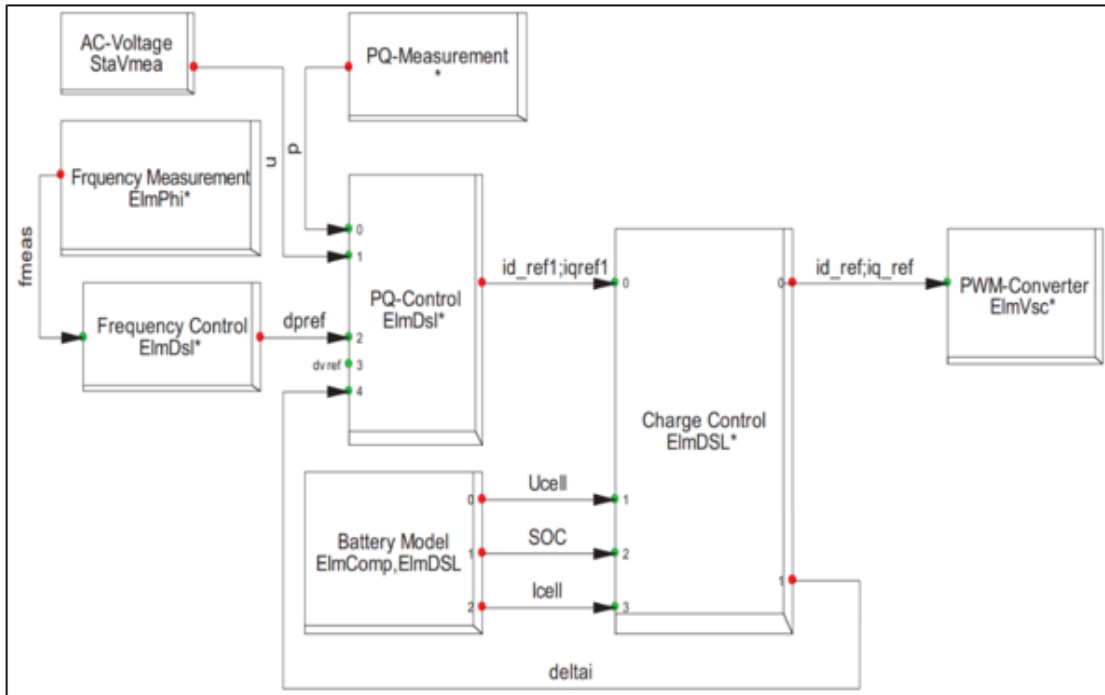 AC-Voltage
StaVmea
PQ-Measurement
*
Frquency Measurement
ElmPhi*
fmeas
u
p
0
1
Frequency Control
ElmDsl*
dpref
PQ-Control
ElmDsl*
2
dvref
3
4
id_ref1;iqref1
0
Charge Control
ElmDSL*
0
id_ref;iq_ref
PWM-Converter
ElmVsc*
Battery Model
ElmComp,ElmDSL
0
Ucell
1
1
SOC
2
2
Icell
3
1
deltai